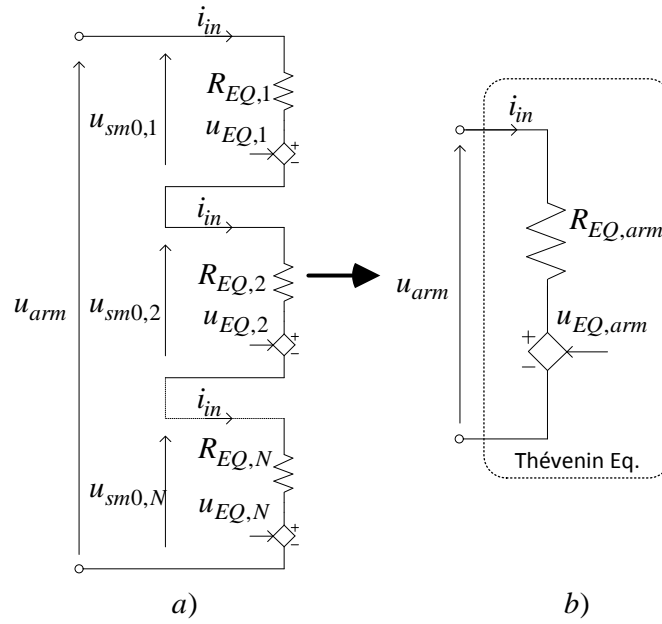 i_in
R_EQ,1
u_sm0,1
u_EQ,1
+
−
i_in
R_EQ,2
u_arm
u_sm0,2
u_EQ,2
+
−
i_in
R_EQ,N
u_sm0,N
u_EQ,N
+
−
a)
i_in
R_EQ,arm
u_arm
u_EQ,arm
+
−
Thévenin Eq.
b)